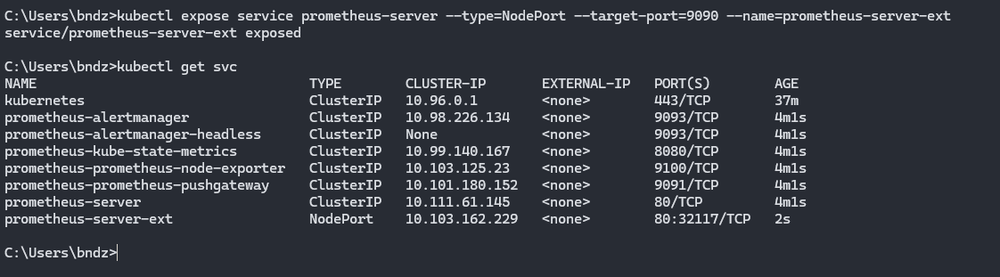 C:\Users\bndz>kubectl expose service prometheus-server --type=NodePort --target-port=9090 --name=prometheus-server-ext
service/prometheus-server-ext exposed
C:\Users\bndz>kubectl get svc
NAME TYPE CLUSTER-IP EXTERNAL-IP PORT(S) AGE
kubernetes ClusterIP 10.96.0.1 <none> 443/TCP 37m
prometheus-alertmanager ClusterIP 10.98.226.134 <none> 9093/TCP 4m1s
prometheus-alertmanager-headless ClusterIP None <none> 9093/TCP 4m1s
prometheus-kube-state-metrics ClusterIP 10.99.140.167 <none> 8080/TCP 4m1s
prometheus-prometheus-node-exporter ClusterIP 10.103.125.23 <none> 9100/TCP 4m1s
prometheus-prometheus-pushgateway ClusterIP 10.101.180.152 <none> 9091/TCP 4m1s
prometheus-server ClusterIP 10.111.61.145 <none> 80/TCP 4m1s
prometheus-server-ext NodePort 10.103.162.229 <none> 80:32117/TCP 2s
C:\Users\bndz>